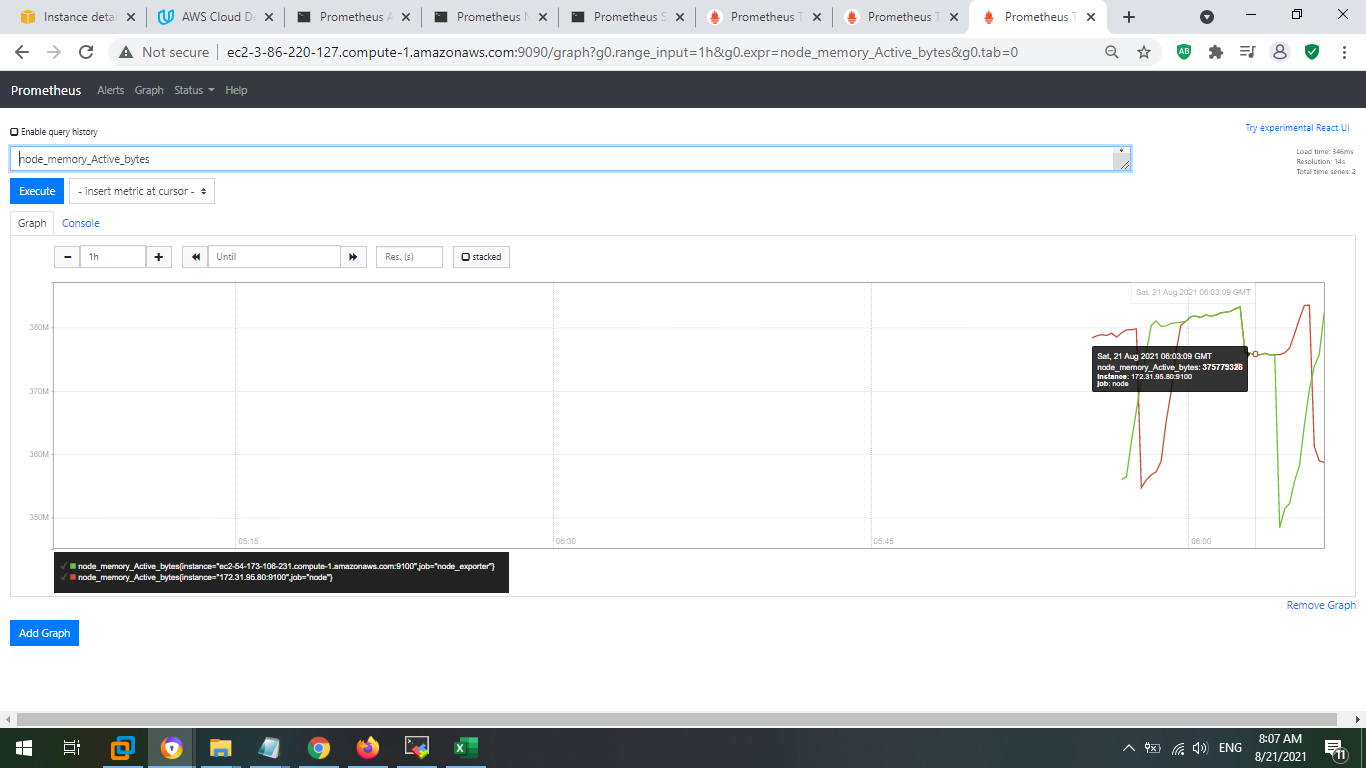 Instance detai
AWS Cloud De
Prometheus A
Prometheus N
Prometheus S
Prometheus T
Prometheus T
Prometheus T
Not secure
ec2-3-86-220-127.compute-1.amazonaws.com:9090/graph?g0.range_input=1h&g0.expr=node_memory_Active_bytes&g0.tab=0
Prometheus Alerts Graph Status Help
Enable query history
Try experimental React UI
node_memory_Active_bytes
Load time: 346ms
Resolution: 14s
Total time series: 2
Execute
- insert metric at cursor -
Graph Console
1h
Until
Res. (s)
stacked
Sat, 21 Aug 2021 06:03:09 GMT
380M
370M
360M
350M
Sat, 21 Aug 2021 06:03:09 GMT
node_memory_Active_bytes:
instance: 172.31.95.80:9100
job: node
05:15
05:30
05:45
06:00
node_memory_Active_bytes{instance="ec2-54-173-106-231.compute-1.amazonaws.com:9100",job="node_exporter"}
node_memory_Active_bytes{instance="172.31.95.80:9100",job="node"}
Remove Graph
Add Graph
ENG
8:07 AM
8/21/2021
11